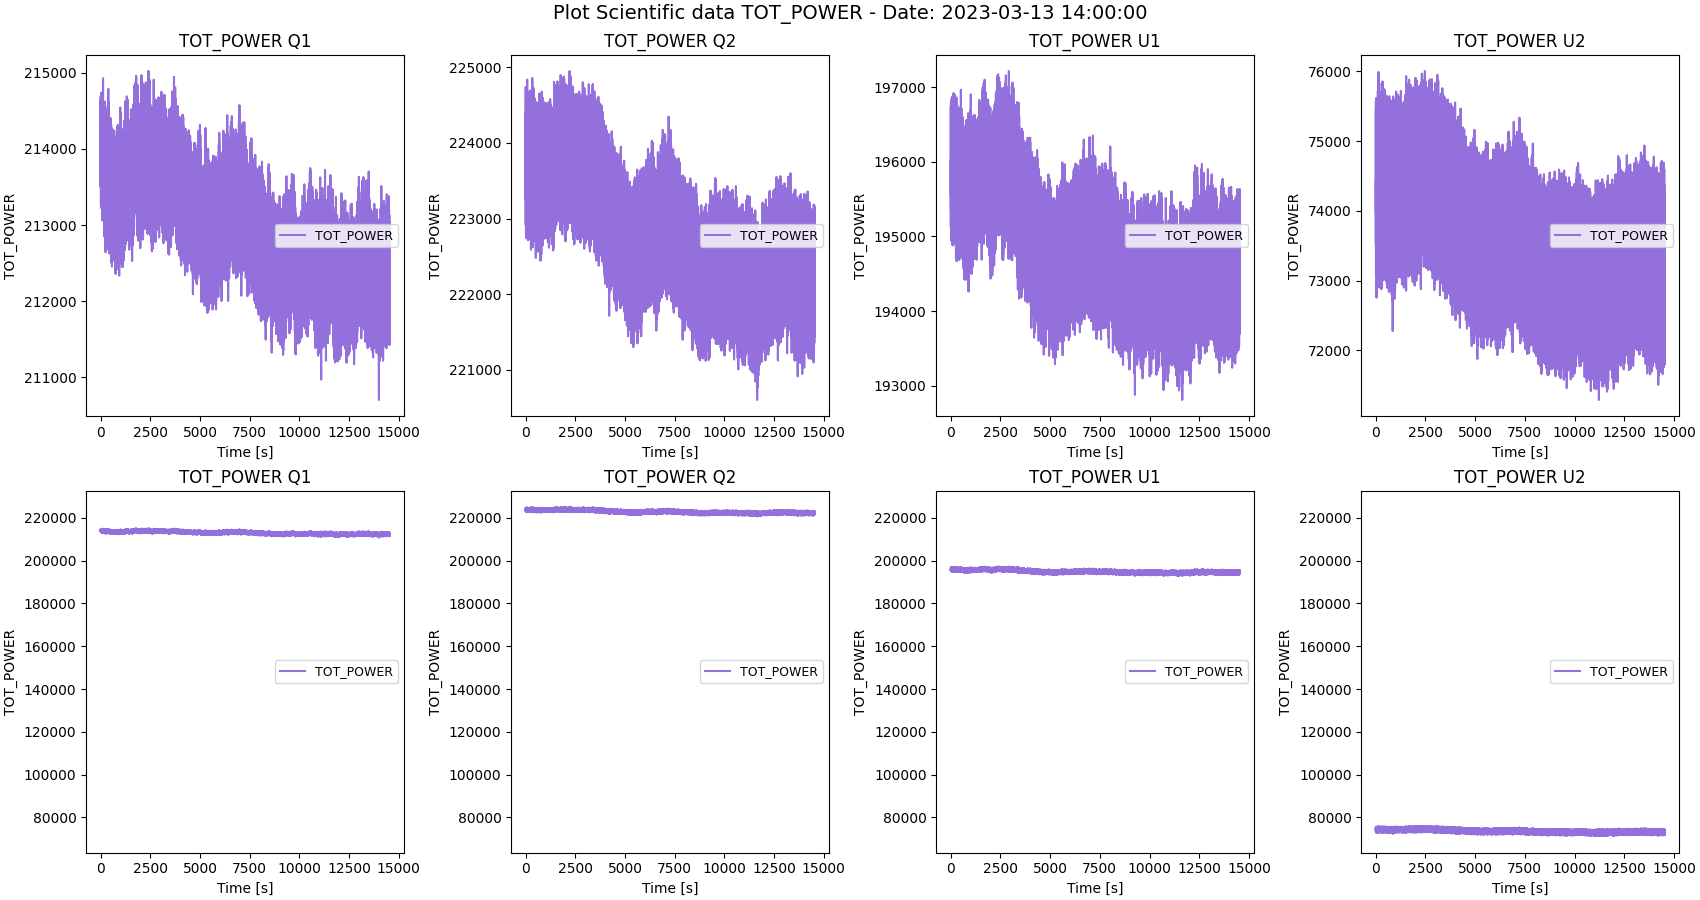 Plot Scientific data TOT_POWER - Date: 2023-03-13 14:00:00
TOT_POWER Q1
TOT_POWER
215000
214000
213000
212000
211000
TOT_POWER
0 2500 5000 7500 10000 12500 15000
Time [s]
TOT_POWER Q2
TOT_POWER
225000
224000
223000
222000
221000
TOT_POWER
0 2500 5000 7500 10000 12500 15000
Time [s]
TOT_POWER U1
TOT_POWER
197000
196000
195000
194000
193000
TOT_POWER
0 2500 5000 7500 10000 12500 15000
Time [s]
TOT_POWER U2
TOT_POWER
76000
75000
74000
73000
72000
TOT_POWER
0 2500 5000 7500 10000 12500 15000
Time [s]
TOT_POWER Q1
TOT_POWER
220000
200000
180000
160000
140000
120000
100000
80000
TOT_POWER
0 2500 5000 7500 10000 12500 15000
Time [s]
TOT_POWER Q2
TOT_POWER
220000
200000
180000
160000
140000
120000
100000
80000
TOT_POWER
0 2500 5000 7500 10000 12500 15000
Time [s]
TOT_POWER U1
TOT_POWER
220000
200000
180000
160000
140000
120000
100000
80000
TOT_POWER
0 2500 5000 7500 10000 12500 15000
Time [s]
TOT_POWER U2
TOT_POWER
220000
200000
180000
160000
140000
120000
100000
80000
TOT_POWER
0 2500 5000 7500 10000 12500 15000
Time [s]